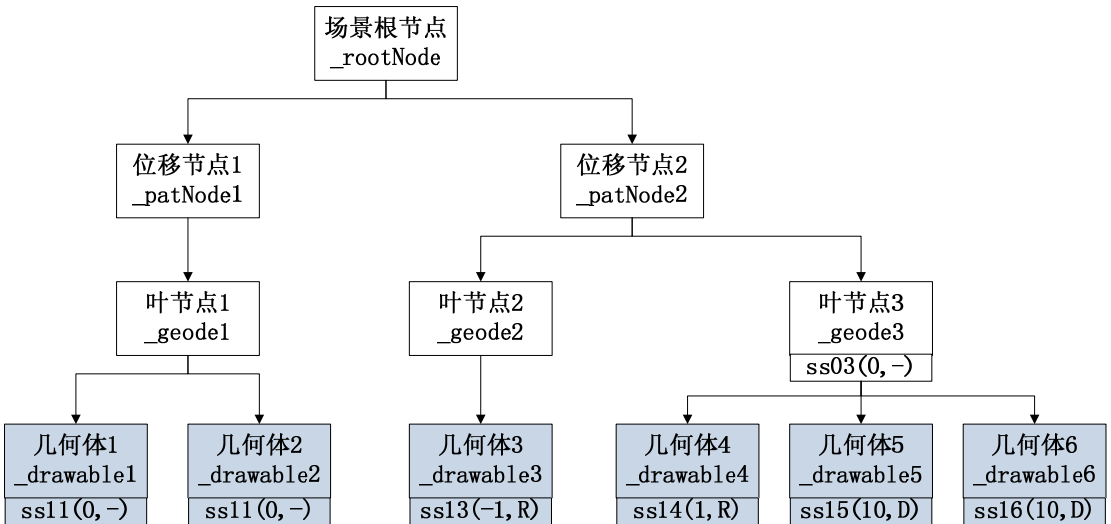 场景根节点
_rootNode
位移节点1
_patNode1
位移节点2
_patNode2
叶节点1
_geode1
叶节点2
_geode2
叶节点3
_geode3
ss03(0,-)
几何体1
_drawable1
ss11(0,-)
几何体2
_drawable2
ss11(0,-)
几何体3
_drawable3
ss13(-1,R)
几何体4
_drawable4
ss14(1,R)
几何体5
_drawable5
ss15(10,D)
几何体6
_drawable6
ss16(10,D)